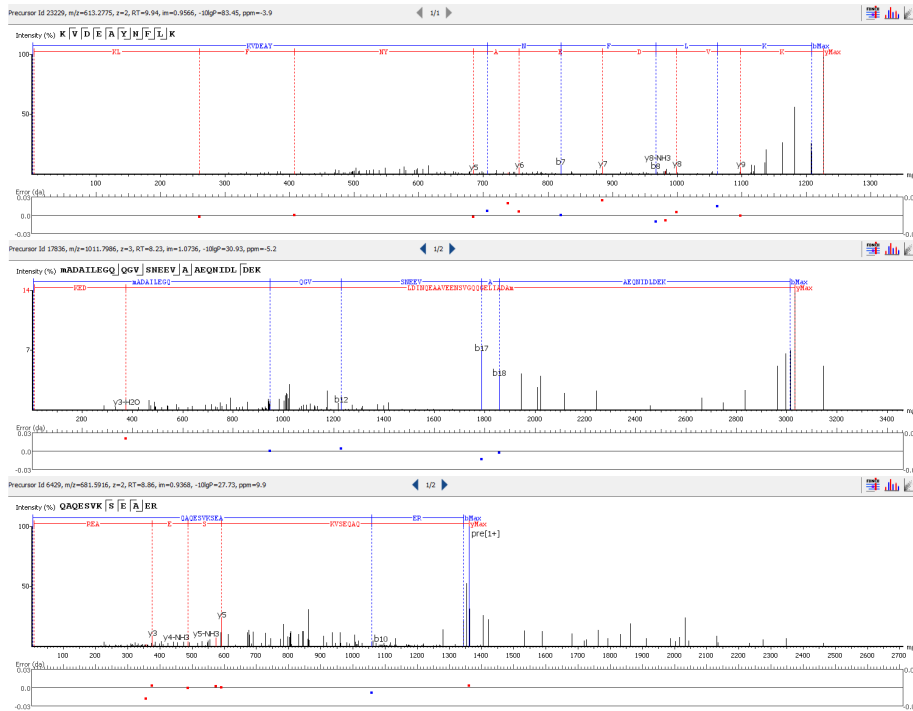 Precursor Id 23229, m/z=613.2775, z=2, RT=9.94, im=0.9566, -10lgP=83.45, ppm=-3.9
1/1
Intensity (%) K V D E A Y N F L K
KVDEAY N F L K bMax
KL F NY A E D V K yMax
100
50
y5 y6 b7 y7 y8-NH3 b8 y8 y9
100 200 300 400 500 600 700 800 900 1000 1100 1200 1300
Error (da)
0.03
0.0
-0.03
Precursor Id 17836, m/z=1011.7986, z=3, RT=8.23, im=1.0736, -10lgP=30.93, ppm=-5.2
1/2
Intensity (%) mADAILEGQ QGV SNEEV A AEQNIDL DEK
mADAILEGQ QGV SNEEV A AEQNIDLDEK bMax
KED LDINQEAAVEENSVGQQGELIADAm yMax
14
7
y3-H2O b12 b17 b18
200 400 600 800 1000 1200 1400 1600 1800 2000 2200 2400 2600 2800 3000 3200 3400
Error (da)
0.03
0.0
-0.03
Precursor Id 6429, m/z=681.5916, z=2, RT=8.86, im=0.9368, -10lgP=27.73, ppm=9.9
1/2
Intensity (%) QAQESVK S E A ER
QAQESVKSEA ER bMax
REA E S KVSEQAQ yMax
pre[1+]
100
50
y3 y4-NH3 y5-NH3 y5 b10
100 200 300 400 500 600 700 800 900 1000 1100 1200 1300 1400 1500 1600 1700 1800 1900 2000 2100 2200 2300 2400 2500 2600 2700
Error (da)
0.03
0.0
-0.03